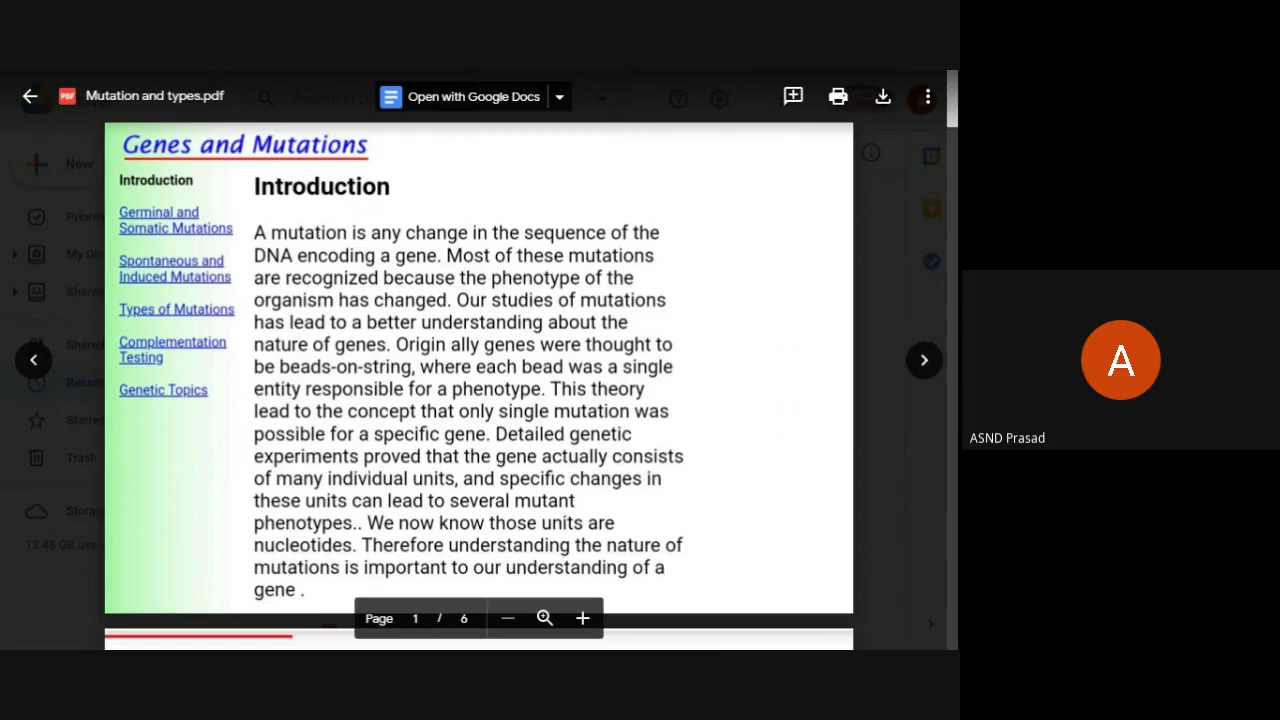 Mutation and types.pdf
Open with Google Docs
New
My
Recent
Trash
12.48 GB
Genes and Mutations
Introduction
Germinal and
Somatic Mutations
Spontaneous and
Induced Mutations
Types of Mutations
Complementation
Testing
Genetic Topics
Introduction
A mutation is any change in the sequence of the
DNA encoding a gene. Most of these mutations
are recognized because the phenotype of the
organism has changed. Our studies of mutations
has lead to a better understanding about the
nature of genes. Origin ally genes were thought to
be beads-on-string, where each bead was a single
entity responsible for a phenotype. This theory
lead to the concept that only single mutation was
possible for a specific gene. Detailed genetic
experiments proved that the gene actually consists
of many individual units, and specific changes in
these units can lead to several mutant
phenotypes.. We now know those units are
nucleotides. Therefore understanding the nature of
mutations is important to our understanding of a
gene .
Page 1 / 6
A
ASND Prasad